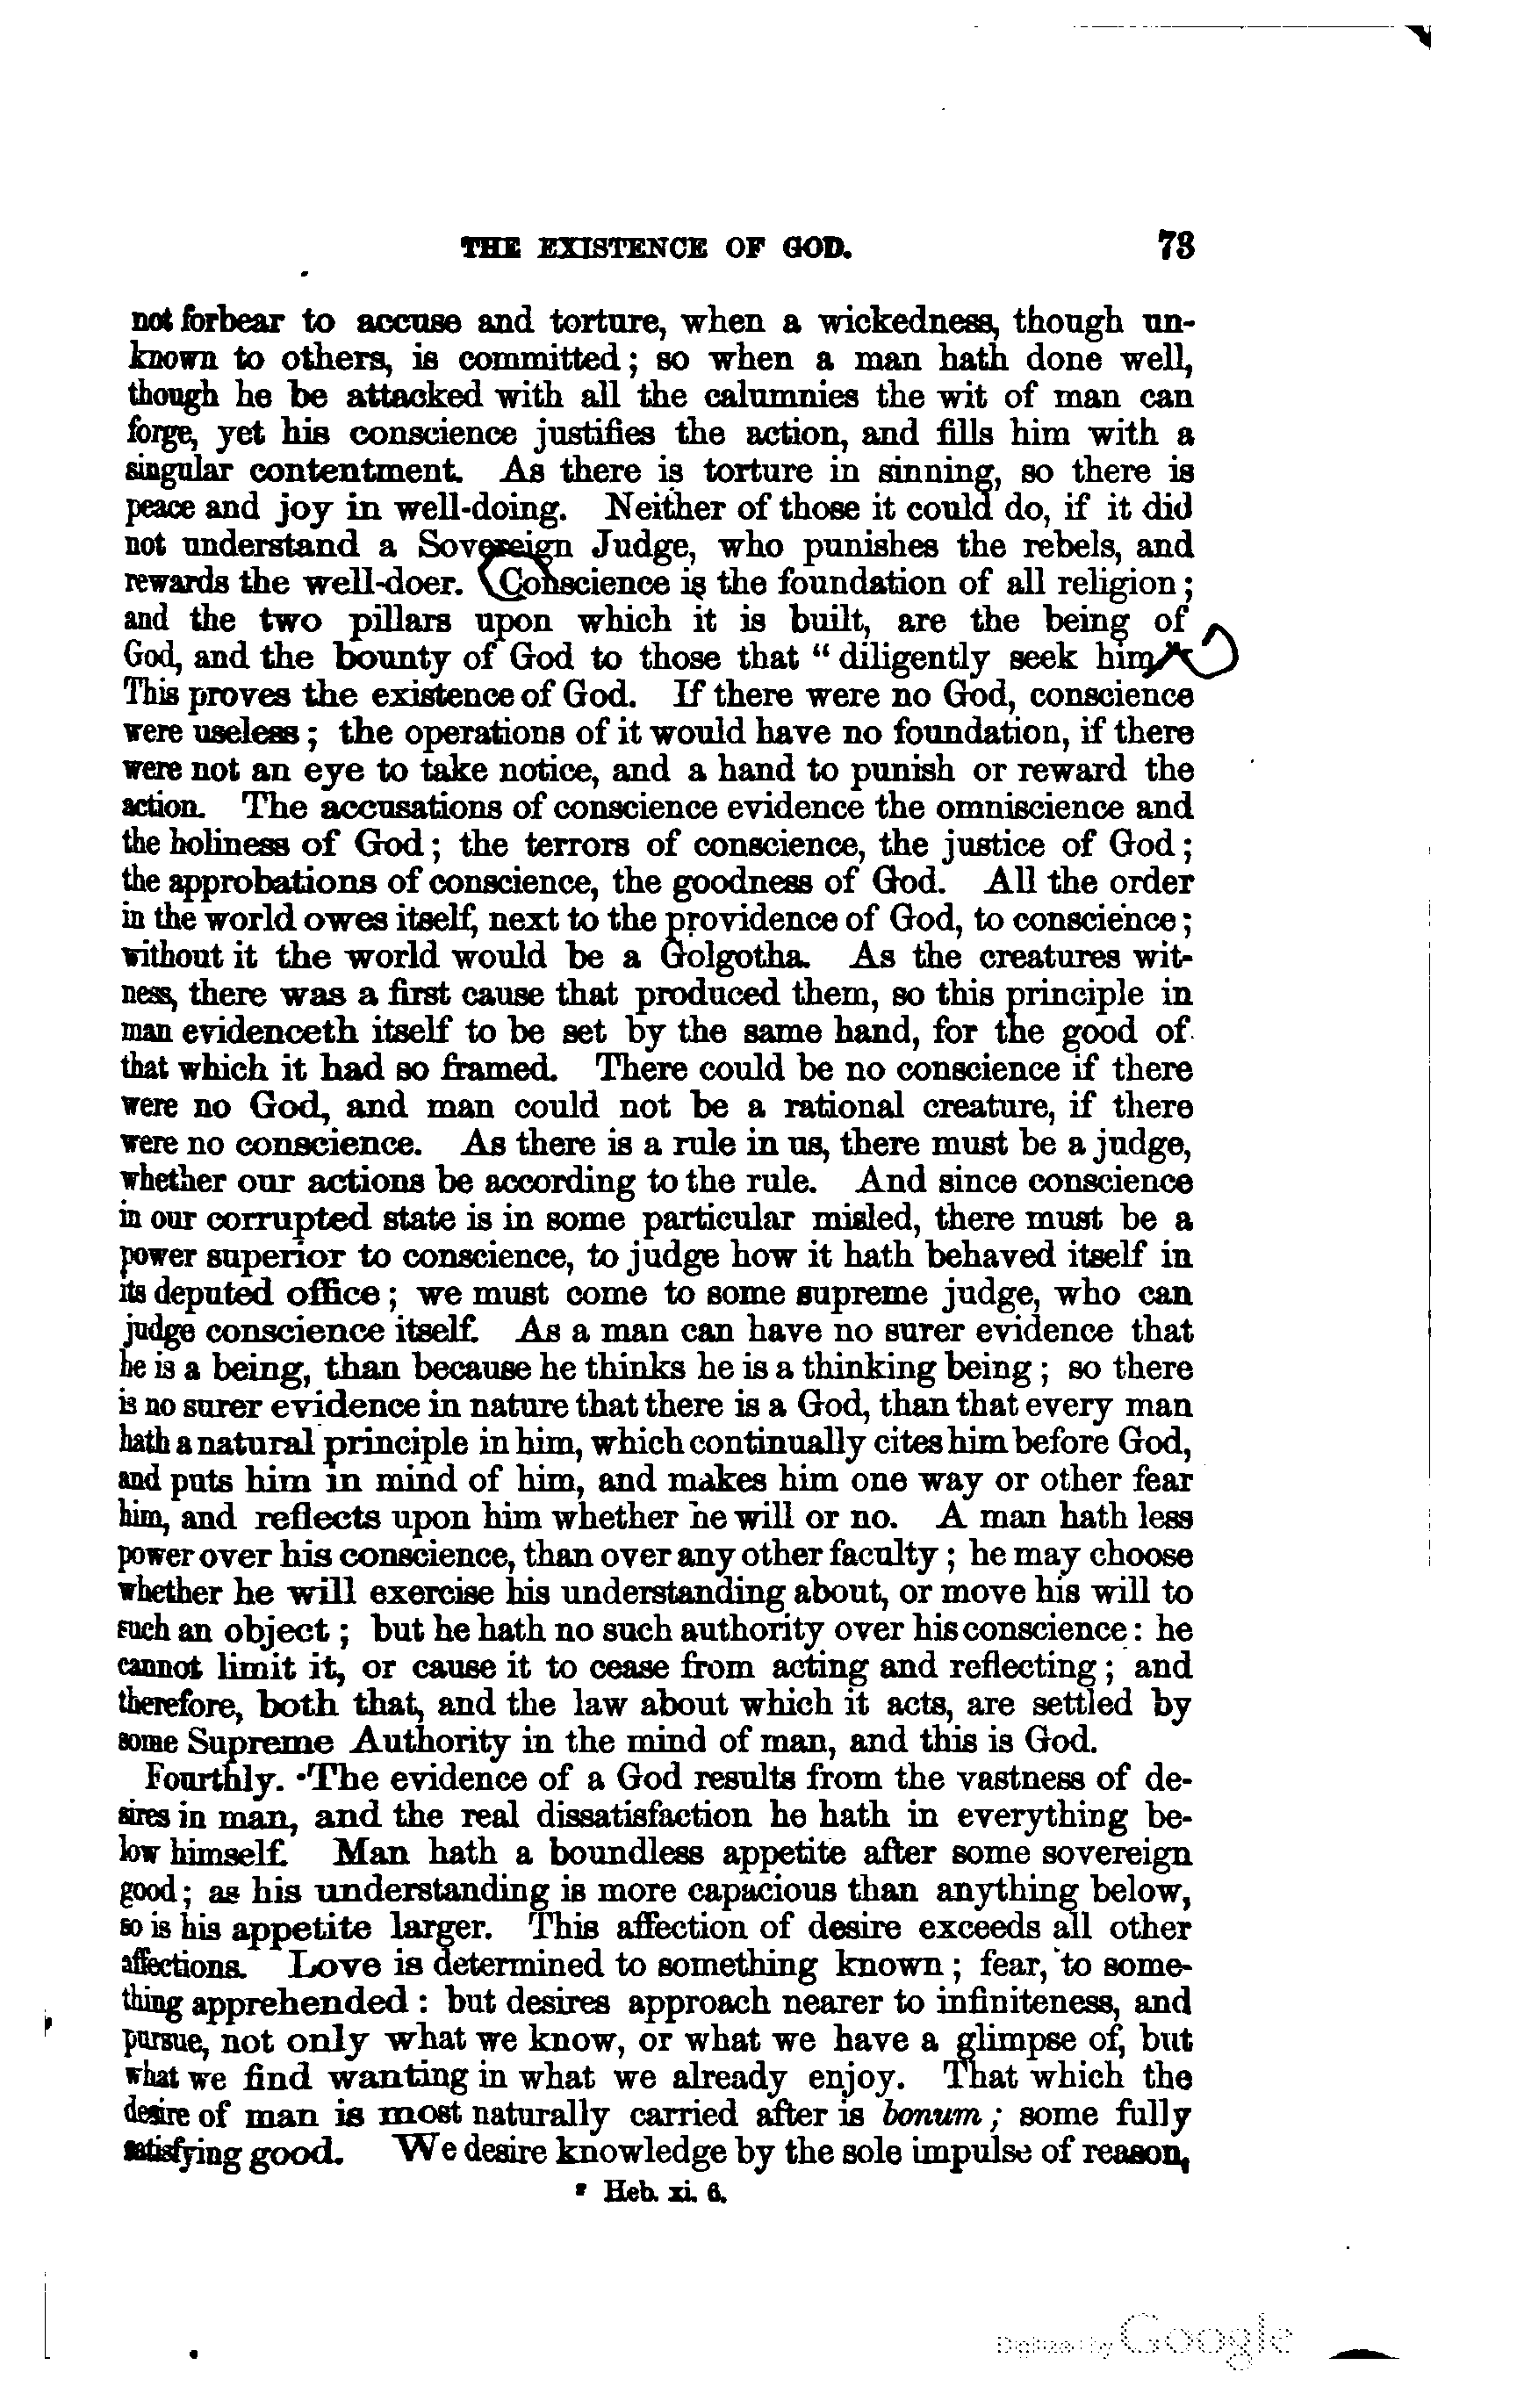 THE EXISTENCE OF GOD. 73
not forbear to accuse and torture, when a wickedness, though un-
known to others, is committed; so when a man hath done well,
though he be attacked with all the calumnies the wit of man can
forge, yet his conscience justifies the action, and fills him with a
singular contentment. As there is torture in sinning, so there is
peace and joy in well-doing. Neither of those it could do, if it did
not understand a Sovereign Judge, who punishes the rebels, and
rewards the well-doer. Conscience is the foundation of all religion;
and the two pillars upon which it is built, are the being of
God, and the bounty of God to those that "diligently seek him."
This proves the existence of God. If there were no God, conscience
were useless; the operations of it would have no foundation, if there
were not an eye to take notice, and a hand to punish or reward the
action. The accusations of conscience evidence the omniscience and
the holiness of God; the terrors of conscience, the justice of God;
the approbations of conscience, the goodness of God. All the order
in the world owes itself, next to the providence of God, to conscience;
without it the world would be a Golgotha. As the creatures wit-
ness, there was a first cause that produced them, so this principle in
man evidenceth itself to be set by the same hand, for the good of
that which it had so framed. There could be no conscience if there
were no God, and man could not be a rational creature, if there
were no conscience. As there is a rule in us, there must be a judge,
whether our actions be according to the rule. And since conscience
in our corrupted state is in some particular misled, there must be a
power superior to conscience, to judge how it hath behaved itself in
its deputed office; we must come to some supreme judge, who can
judge conscience itself. As a man can have no surer evidence that
he is a being, than because he thinks he is a thinking being; so there
is no surer evidence in nature that there is a God, than that every man
hath a natural principle in him, which continually cites him before God,
and puts him in mind of him, and makes him one way or other fear
him, and reflects upon him whether he will or no. A man hath less
power over his conscience, than over any other faculty; he may choose
whether he will exercise his understanding about, or move his will to
such an object; but he hath no such authority over his conscience: he
cannot limit it, or cause it to cease from acting and reflecting; and
therefore, both that, and the law about which it acts, are settled by
some Supreme Authority in the mind of man, and this is God.
Fourthly. The evidence of a God results from the vastness of de-
sires in man, and the real dissatisfaction he hath in everything be-
low himself. Man hath a boundless appetite after some sovereign
good; as his understanding is more capacious than anything below,
so is his appetite larger. This affection of desire exceeds all other
affections. Love is determined to something known; fear, to some-
thing apprehended: but desires approach nearer to infiniteness, and
pursue, not only what we know, or what we have a glimpse of, but
what we find wanting in what we already enjoy. That which the
desire of man is most naturally carried after is bonum; some fully
satisfying good. We desire knowledge by the sole impulse of reason,
r Heb. xi. 6.
Digitized by Google